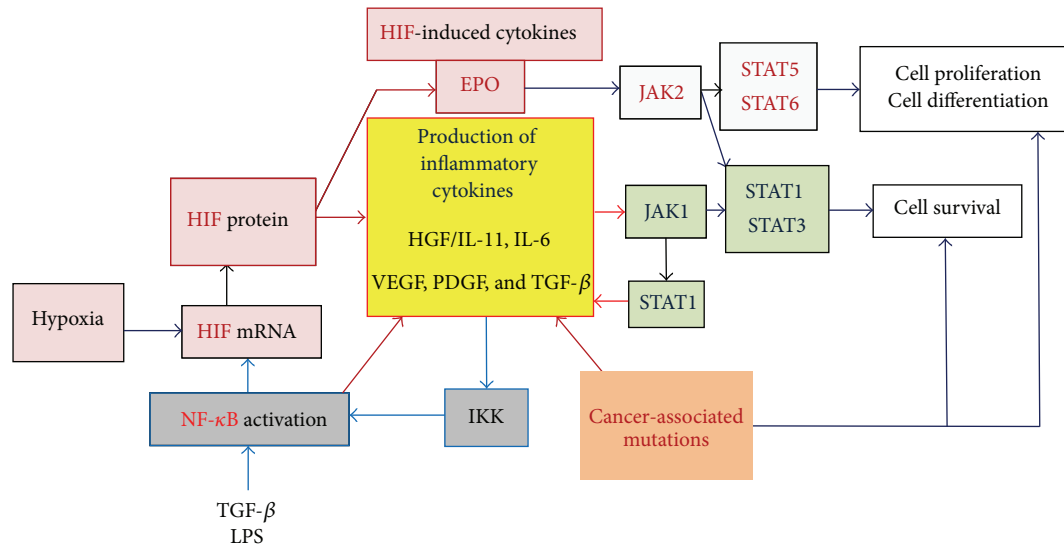 HIF-induced cytokines
EPO
JAK2
STAT5
STAT6
Cell proliferation
Cell differentiation
Production of
inflammatory
cytokines
HGF/IL-11, IL-6
VEGF, PDGF, and TGF-β
HIF protein
JAK1
STAT1
STAT3
Cell survival
STAT1
Hypoxia
HIF mRNA
NF-κB activation
IKK
Cancer-associated
mutations
TGF-β
LPS